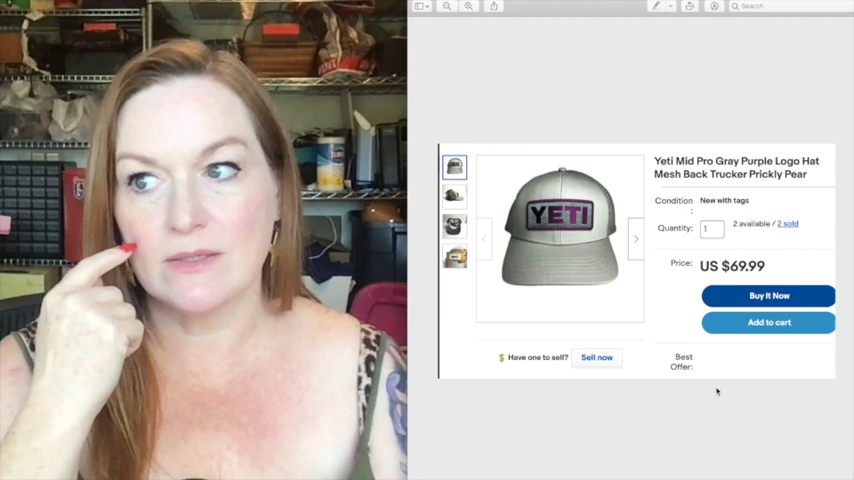 Search
Yeti Mid Pro Gray Purple Logo Hat
Mesh Back Trucker Prickly Pear
Condition
:
New with tags
Quantity:
1
2 available / 2 sold
Price:
US $69.99
Buy It Now
Add to cart
Best
Offer:
YETI
Have one to sell?
Sell now